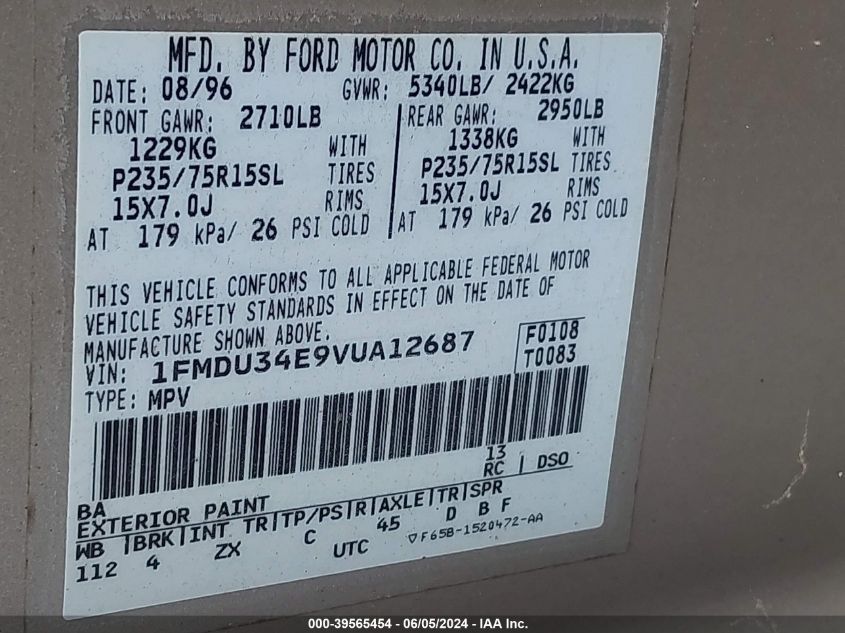 MFD. BY FORD MOTOR CO. IN U.S.A.
DATE: 08/96 GVWR: 5340LB/ 2422KG
FRONT GAWR: 2710LB REAR GAWR: 2950LB
1229KG WITH 1338KG WITH
P235/75R15SL TIRES P235/75R15SL TIRES
15X7.0J RIMS 15X7.0J RIMS
AT 179 kPa/ 26 PSI COLD AT 179 kPa/ 26 PSI COLD
THIS VEHICLE CONFORMS TO ALL APPLICABLE FEDERAL MOTOR
VEHICLE SAFETY STANDARDS IN EFFECT ON THE DATE OF
MANUFACTURE SHOWN ABOVE.
VIN: 1FMDU34E9VUA12687 F0108
TYPE: MPV T0083
13
BA RC DSO
EXTERIOR PAINT
WB BRK INT TR TP/PS R AXLE TR SPR
112 4 ZX C 45 D B F
UTC ▽F65B-1520472-AA
000-39565454 - 06/05/2024 - IAA Inc.